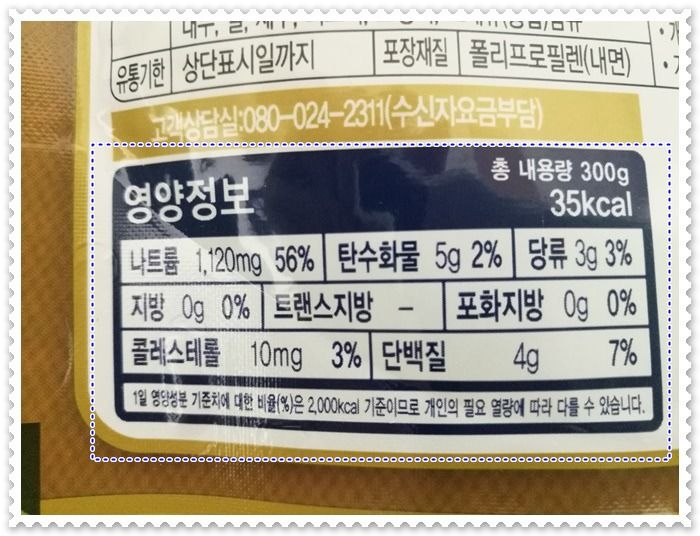 유통기한 상단표시일까지 포장재질 폴리프로필렌(내면)
고객상담실:080-024-2311(수신자요금부담)
영양정보
총 내용량 300g
35kcal
나트륨 1,120mg 56% 탄수화물 5g 2% 당류 3g 3%
지방 0g 0% 트랜스지방 - 포화지방 0g 0%
콜레스테롤 10mg 3% 단백질 4g 7%
1일 영양성분 기준치에 대한 비율(%)은 2,000kcal 기준이므로 개인의 필요 열량에 따라 다를 수 있습니다.